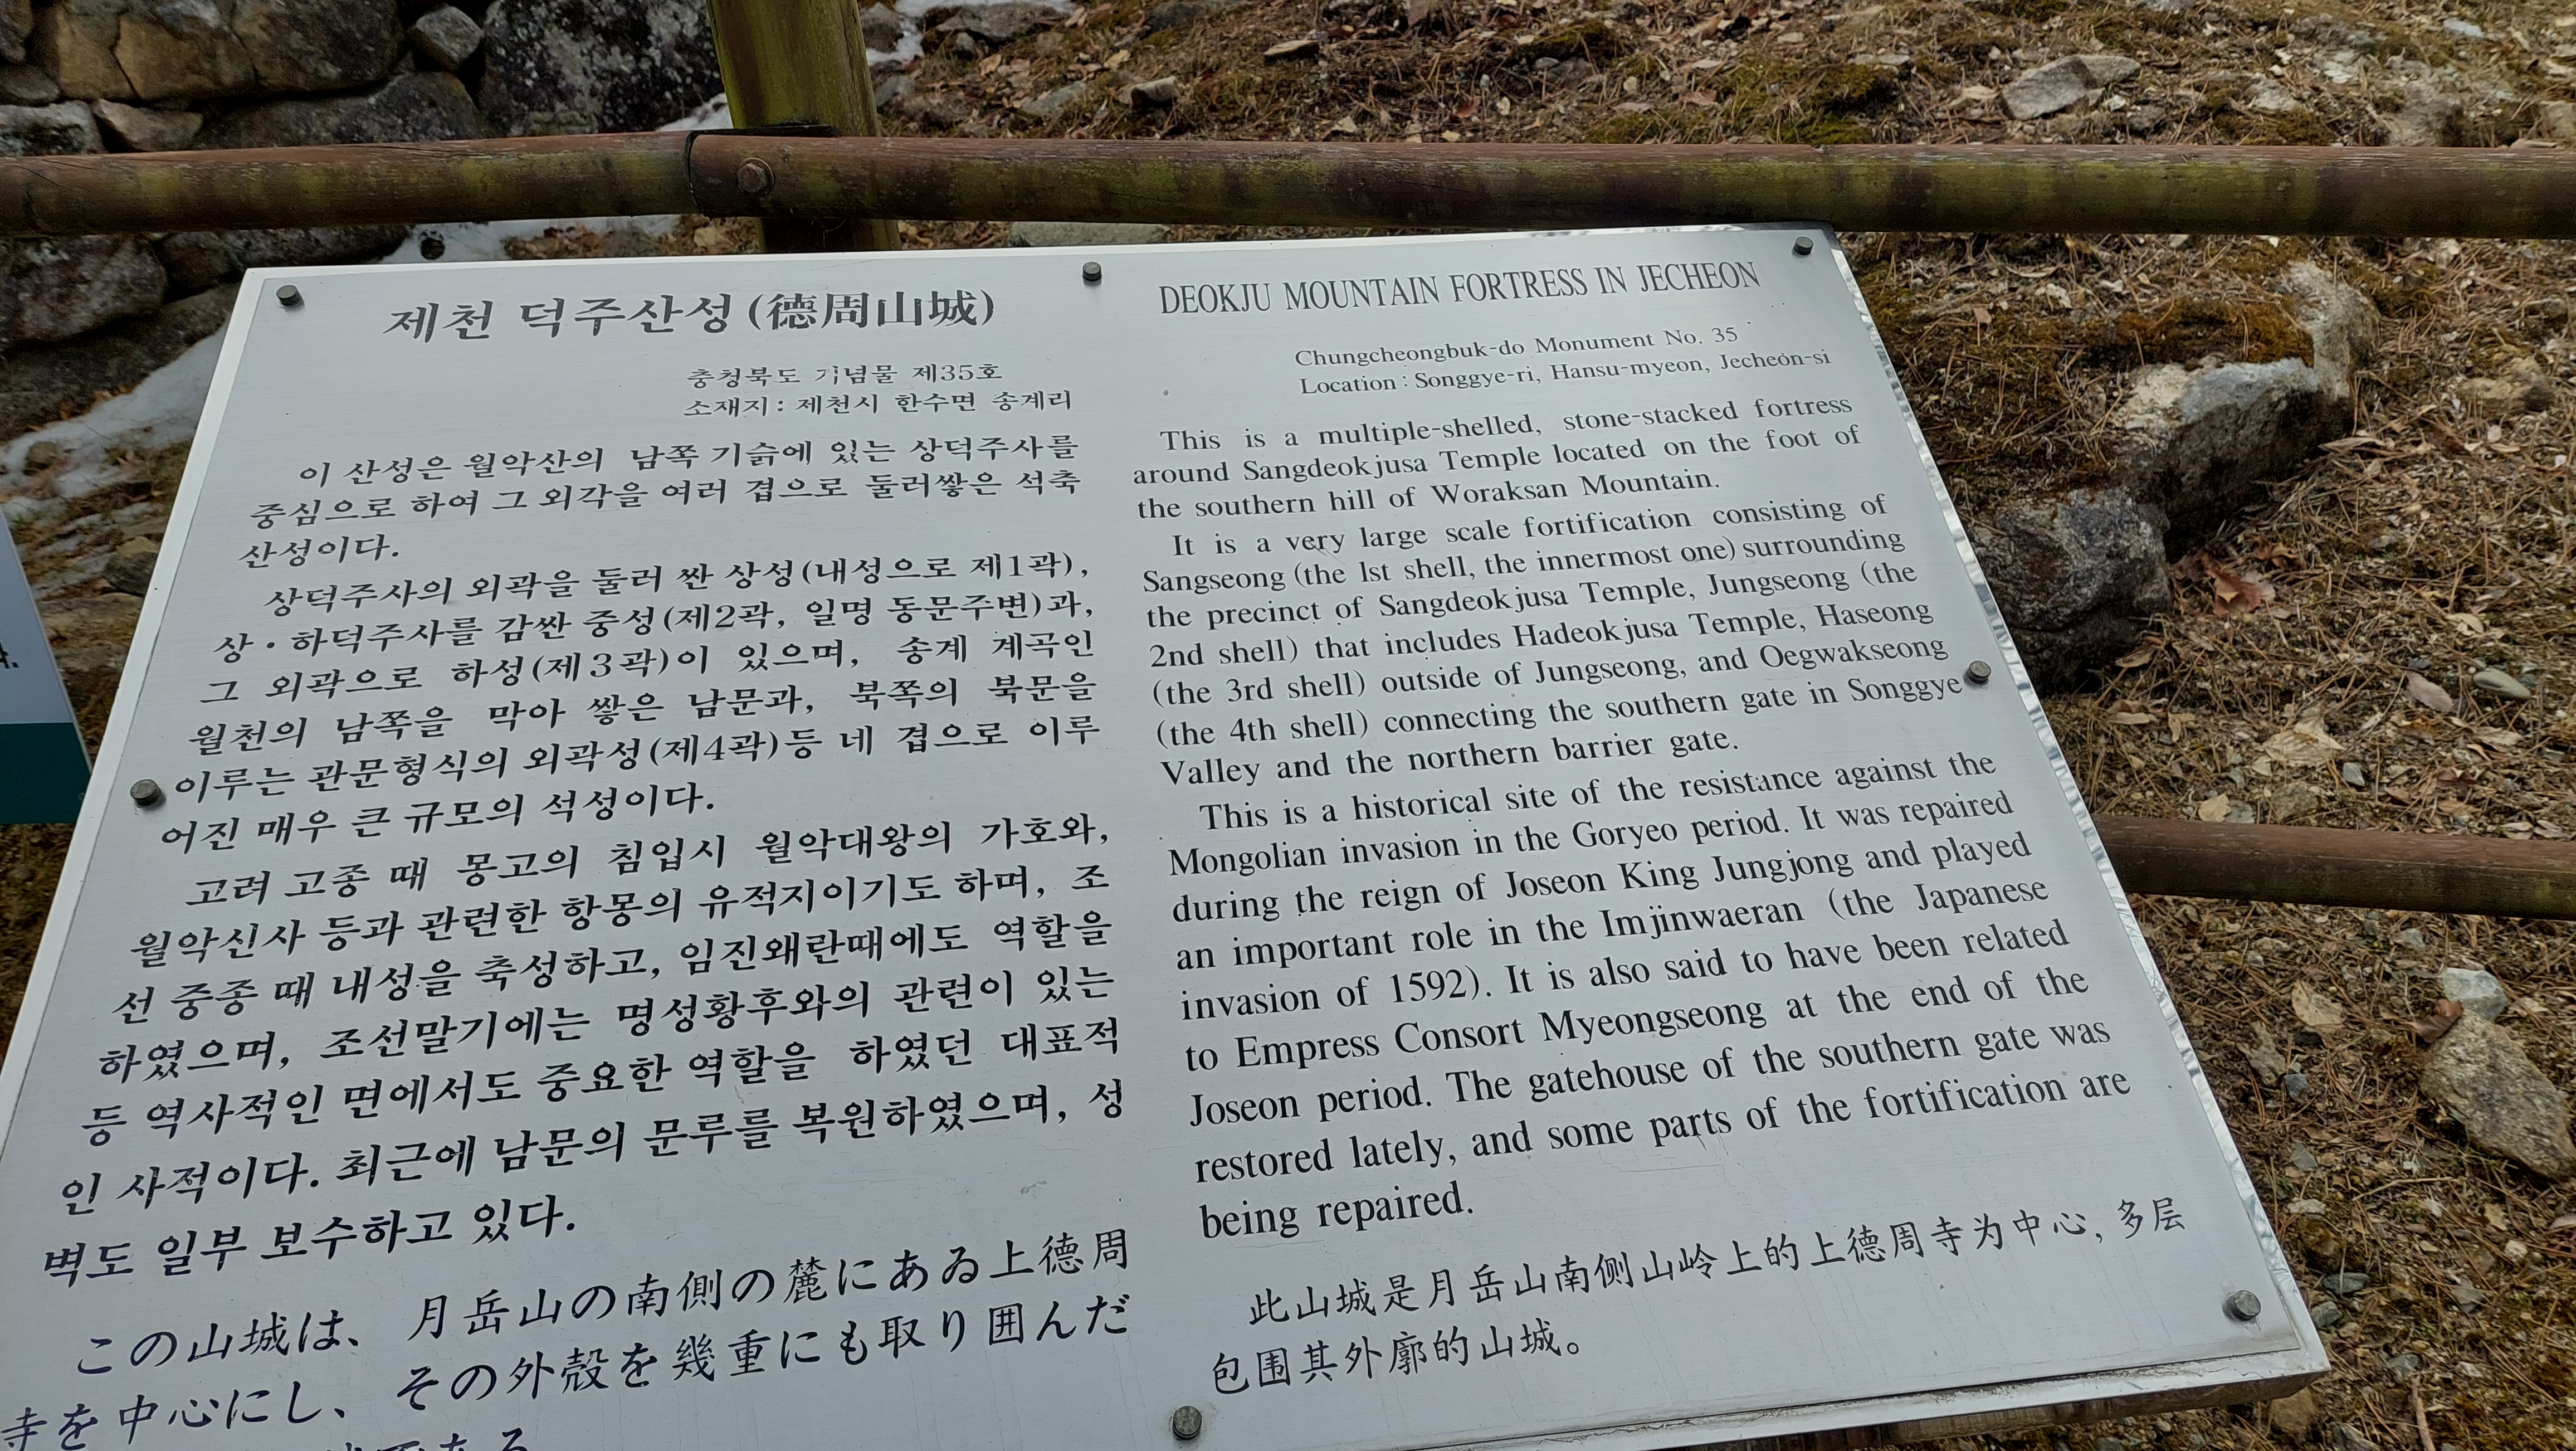 제천 덕주산성(德周山城)
충청북도 기념물 제35호
소재지 : 제천시 한수면 송계리
이 산성은 월악산의 남쪽 기슭에 있는 상덕주사를
중심으로 하여 그 외각을 여러 겹으로 둘러쌓은 석축
산성이다.
상덕주사의 외곽을 둘러 싼 상성(내성으로 제1곽),
상·하덕주사를 감싼 중성(제2곽, 일명 동문주변)과,
그 외곽으로 하성(제3곽)이 있으며, 송계 계곡인
월천의 남쪽을 막아 쌓은 남문과, 북쪽의 북문을
이루는 관문형식의 외곽성(제4곽)등 네 겹으로 이루
어진 매우 큰 규모의 석성이다.
고려 고종 때 몽고의 침입시 월악대왕의 가호와,
월악신사 등과 관련한 항몽의 유적지이기도 하며, 조
선 중종 때 내성을 축성하고, 임진왜란때에도 역할을
하였으며, 조선말기에는 명성황후와의 관련이 있는
등 역사적인 면에서도 중요한 역할을 하였던 대표적
인 사적이다. 최근에 남문의 문루를 복원하였으며, 성
벽도 일부 보수하고 있다.
この山城は、月岳山の南側の麓にあゐ上德周
寺を中心にし、その外殻を幾重にも取り囲んだ
DEOKJU MOUNTAIN FORTRESS IN JECHEON
Chungcheongbuk-do Monument No. 35
Location : Songgye-ri, Hansu-myeon, Jecheon-si
This is a multiple-shelled, stone-stacked fortress
around Sangdeokjusa Temple located on the foot of
the southern hill of Woraksan Mountain.
It is a very large scale fortification consisting of
Sangseong (the 1st shell, the innermost one) surrounding
the precinct of Sangdeokjusa Temple, Jungseong (the
2nd shell) that includes Hadeokjusa Temple, Haseong
(the 3rd shell) outside of Jungseong, and Oegwakseong
(the 4th shell) connecting the southern gate in Songgye
Valley and the northern barrier gate.
This is a historical site of the resistance against the
Mongolian invasion in the Goryeo period. It was repaired
during the reign of Joseon King Jungjong and played
an important role in the Imjinwaeran (the Japanese
invasion of 1592). It is also said to have been related
to Empress Consort Myeongseong at the end of the
Joseon period. The gatehouse of the southern gate was
restored lately, and some parts of the fortification are
being repaired.
此山城是月岳山南侧山岭上的上德周寺为中心, 多层
包围其外廓的山城。